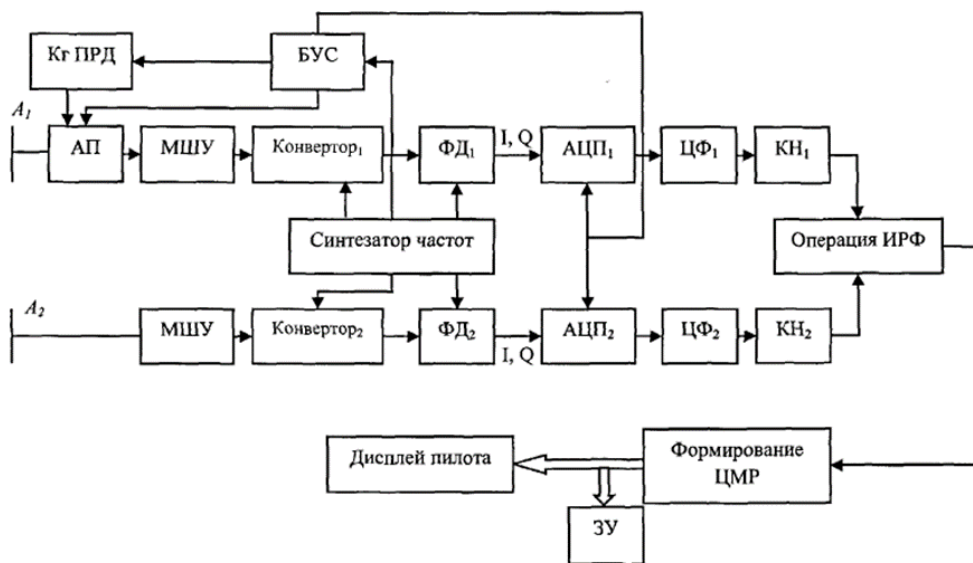 Кг ПРД
БУС
A₁
АП
МШУ
Конвертор₁
ФД₁
I, Q
АЦП₁
ЦФ₁
КН₁
Синтезатор частот
Операция ИРФ
A₂
МШУ
Конвертор₂
ФД₂
I, Q
АЦП₂
ЦФ₂
КН₂
Дисплей пилота
Формирование
ЦМР
ЗУ